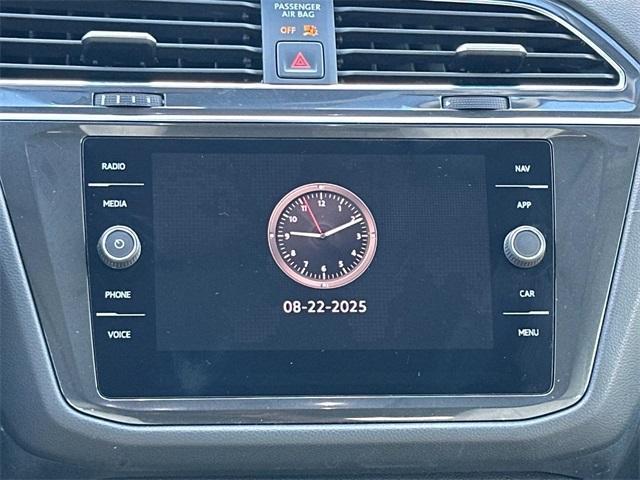 PASSENGER
AIR BAG
OFF
RADIO
NAV
MEDIA
APP
12
11 1
10 2
9 3
8 4
7 5
6
08-22-2025
PHONE
CAR
VOICE
MENU